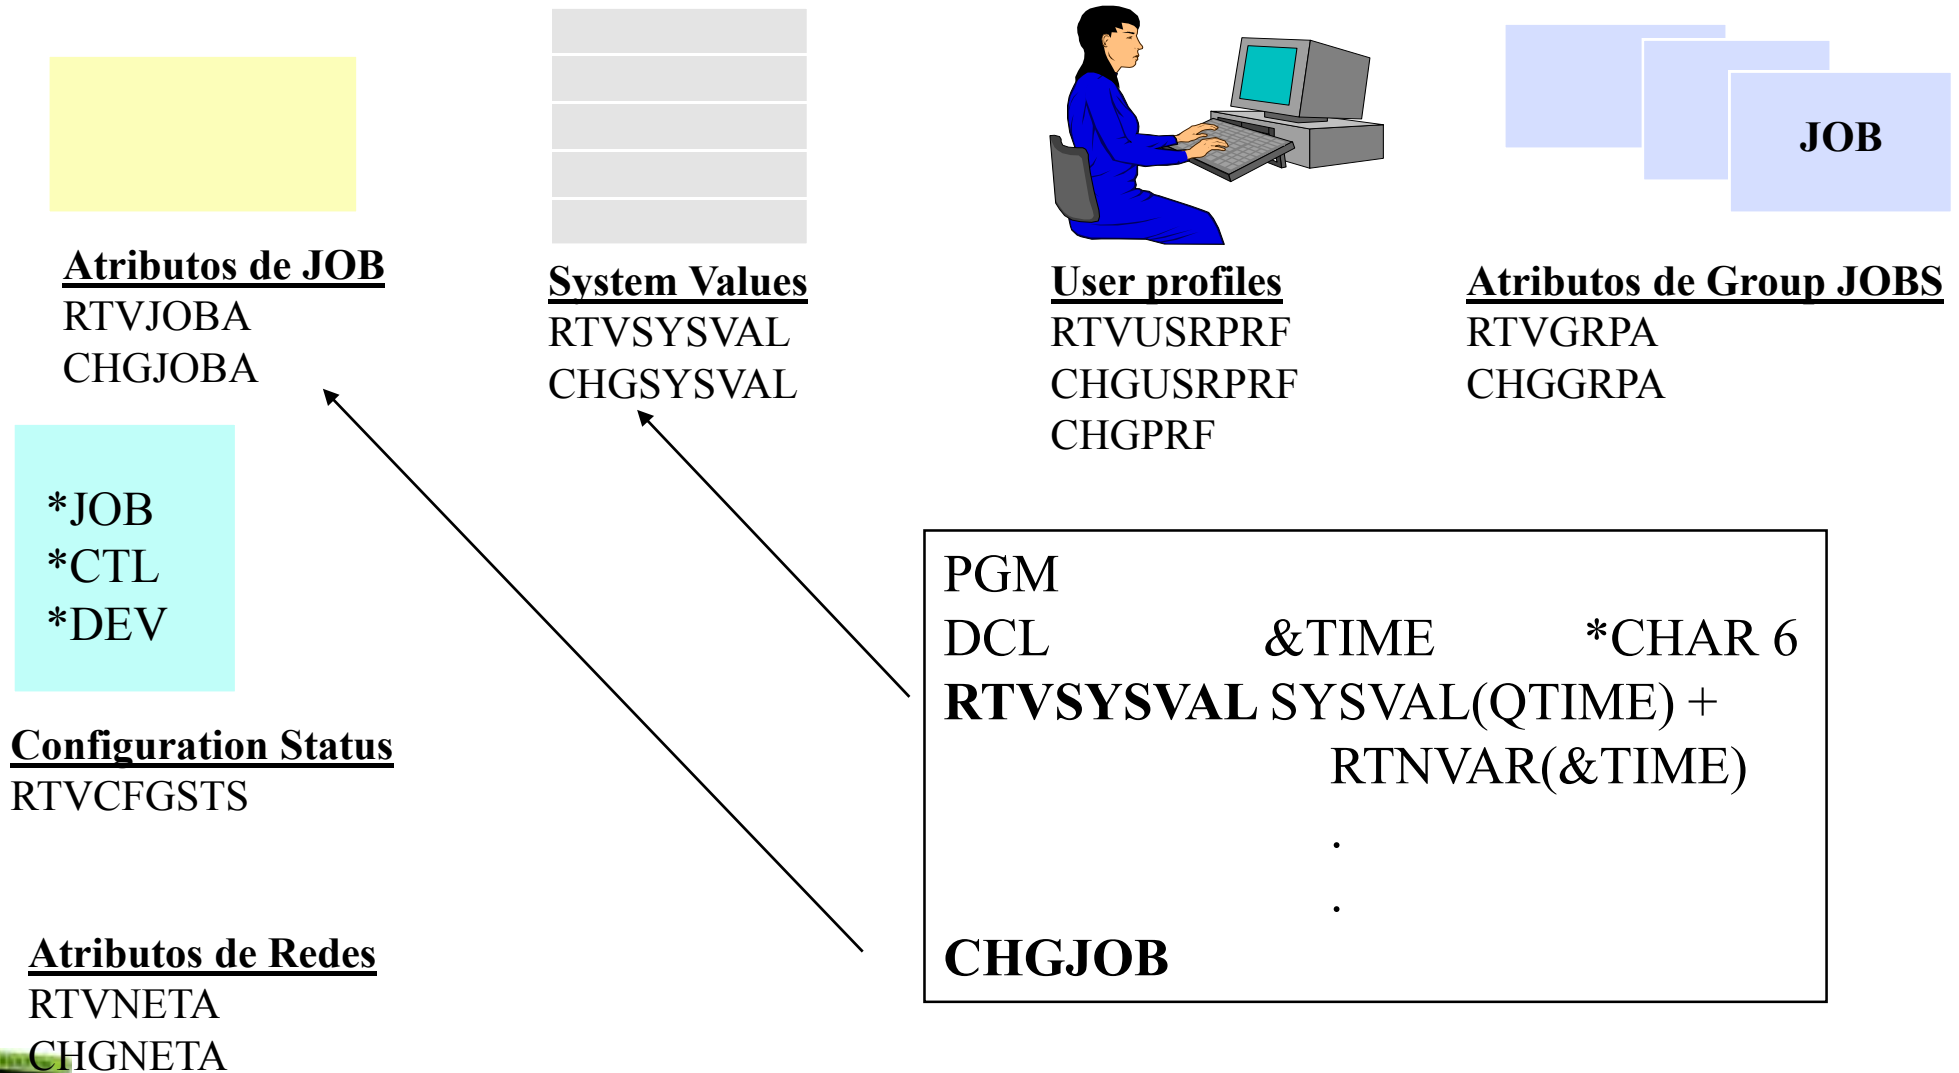 JOB
Atributos de JOB
RTVJOBA
CHGJOBA
System Values
RTVSYSVAL
CHGSYSVAL
User profiles
RTVUSRPRF
CHGUSRPRF
CHGPRF
Atributos de Group JOBS
RTVGRPA
CHGGRPA
*JOB
*CTL
*DEV
Configuration Status
RTVCFGSTS
Atributos de Redes
RTVNETA
CHGNETA
PGM
DCL &TIME *CHAR 6
RTVSYSVAL SYSVAL(QTIME) +
RTNVAR(&TIME)
.
.
CHGJOB